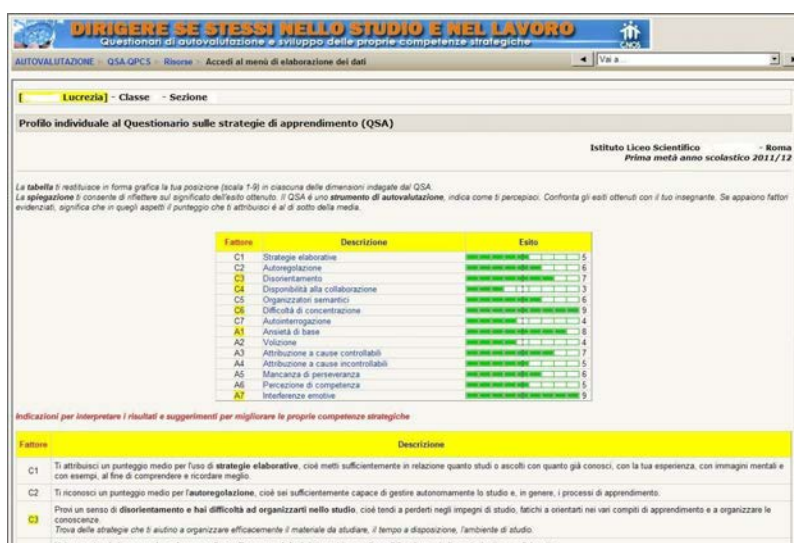 DIRIGERE SE STESSI NELLO STUDIO E NEL LAVORO
Questionari di autovalutazione e sviluppo delle proprie competenze strategiche
CNOS
AUTOVALUTAZIONE QSA-QPCS Risorse Accedi al menù di elaborazione dei dati
Vai a ...
[ Lucrezia] - Classe - Sezione
Profilo individuale al Questionario sulle strategie di apprendimento (QSA)
Istituto Liceo Scientifico - Roma
Prima metà anno scolastico 2011/12
La tabella ti restituisce in forma grafica la tua posizione (scala 1-9) in ciascuna delle dimensioni indagate dal QSA.
La spiegazione ti consente di riflettere sul significato dell'esito ottenuto. Il QSA è uno strumento di autovalutazione, indica come ti percepisci. Confronta gli esiti ottenuti con il tuo insegnante. Se appaiono fattori
evidenziati, significa che in quegli aspetti il punteggio che ti attribuisci è al di sotto della media.
Fattore Descrizione Esito
C1 Strategie elaborative 5
C2 Autoregolazione 6
C3 Disorientamento 7
C4 Disponibilità alla collaborazione 3
C5 Organizzatori semantici 6
C6 Difficoltà di concentrazione 9
C7 Autointerrogazione 4
A1 Ansietà di base 8
A2 Volizione 4
A3 Attribuzione a cause controllabili 7
A4 Attribuzione a cause incontrollabili 5
A5 Mancanza di perseveranza 6
A6 Percezione di competenza 5
A7 Interferenze emotive 9
Indicazioni per interpretare i risultati e suggerimenti per migliorare le proprie competenze strategiche
Fattore Descrizione
C1 Ti attribuisci un punteggio medio per l'uso di strategie elaborative, cioè metti sufficientemente in relazione quanto studi o ascolti con quanto già conosci, con la tua esperienza, con immagini mentali e
con esempi, al fine di comprendere e ricordare meglio.
C2 Ti riconosci un punteggio medio per l'autoregolazione, cioè sei sufficientemente capace di gestire autonomamente lo studio e, in genere, i processi di apprendimento.
C3 Provi un senso di disorientamento e hai difficoltà ad organizzarti nello studio, cioè tendi a perderti negli impegni di studio, fatichi a orientarti nei vari compiti di apprendimento e a organizzare le
conoscenze.
Trova delle strategie che ti aiutino a organizzare efficacemente il materiale da studiare, il tempo a disposizione, l'ambiente di studio.